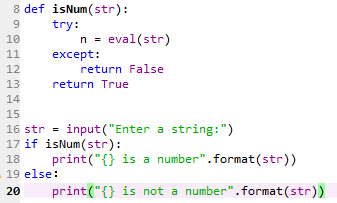 8 def isNum(str):
9     try:
10         n = eval(str)
11     except:
12         return False
13     return True
14
15
16 str = input("Enter a string:")
17 if isNum(str):
18     print("{} is a number".format(str))
19 else:
20     print("{} is not a number".format(str))